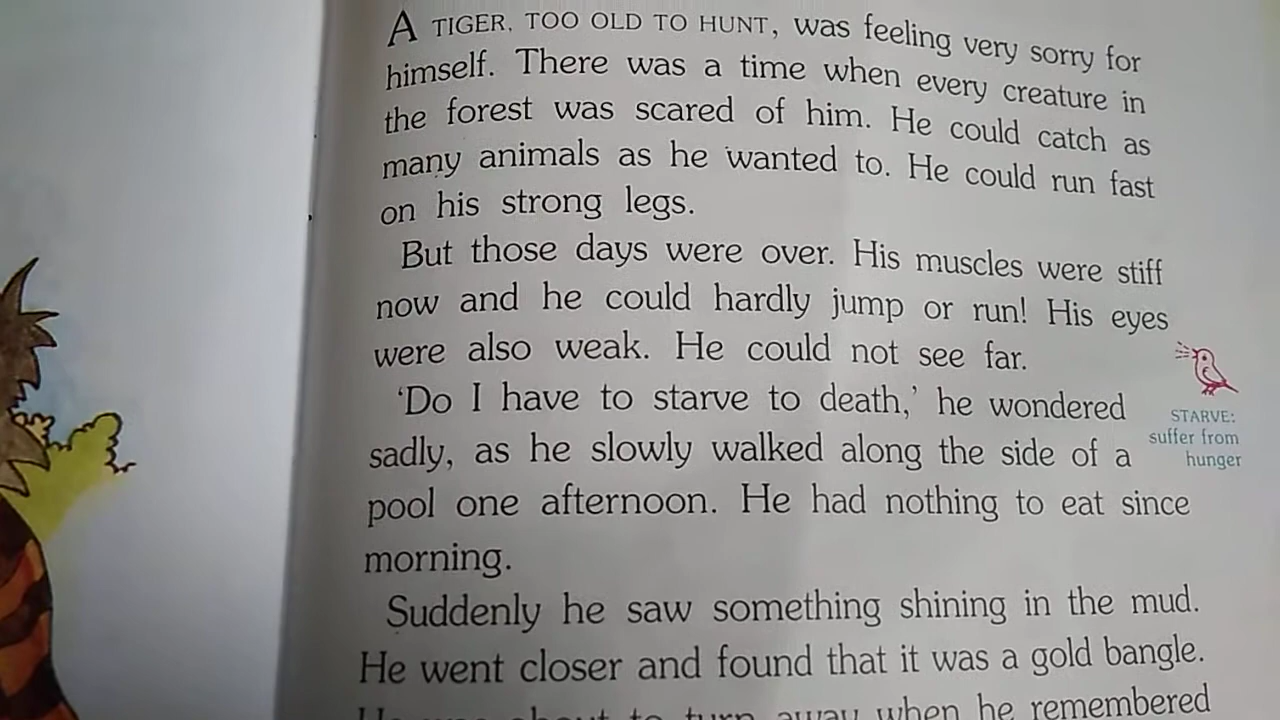 A TIGER, TOO OLD TO HUNT, was feeling very sorry for
himself. There was a time when every creature in
the forest was scared of him. He could catch as
many animals as he wanted to. He could run fast
on his strong legs.
But those days were over. His muscles were stiff
now and he could hardly jump or run! His eyes
were also weak. He could not see far.
‘Do I have to starve to death,’ he wondered
sadly, as he slowly walked along the side of a
pool one afternoon. He had nothing to eat since
morning.
STARVE:
suffer from
hunger
Suddenly he saw something shining in the mud.
He went closer and found that it was a gold bangle.
He was about to turn away when he remembered